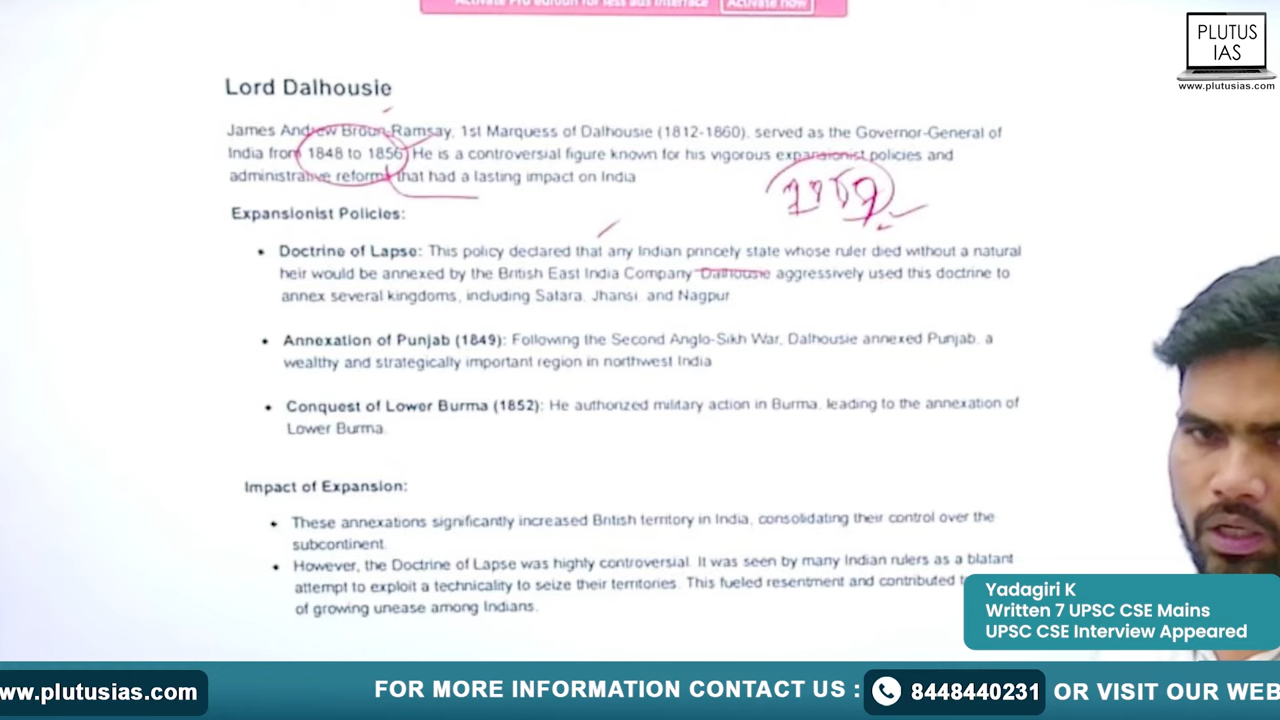 Activate Pro edition for less ads interface Activate now
PLUTUS
IAS
www.plutusias.com
Lord Dalhousie
James Andrew Broun-Ramsay, 1st Marquess of Dalhousie (1812-1860), served as the Governor-General of
India from 1848 to 1856. He is a controversial figure known for his vigorous expansionist policies and
administrative reforms that had a lasting impact on India
1857
Expansionist Policies:
• Doctrine of Lapse: This policy declared that any Indian princely state whose ruler died without a natural
heir would be annexed by the British East India Company Dalhousie aggressively used this doctrine to
annex several kingdoms, including Satara, Jhansi, and Nagpur
• Annexation of Punjab (1849): Following the Second Anglo-Sikh War, Dalhousie annexed Punjab, a
wealthy and strategically important region in northwest India
• Conquest of Lower Burma (1852): He authorized military action in Burma, leading to the annexation of
Lower Burma.
Impact of Expansion:
• These annexations significantly increased British territory in India, consolidating their control over the
subcontinent.
• However, the Doctrine of Lapse was highly controversial. It was seen by many Indian rulers as a blatant
attempt to exploit a technicality to seize their territories. This fueled resentment and contributed
of growing unease among Indians.
Yadagiri K
Written 7 UPSC CSE Mains
UPSC CSE Interview Appeared
ww.plutusias.com
FOR MORE INFORMATION CONTACT US : 8448440231 OR VISIT OUR WEB